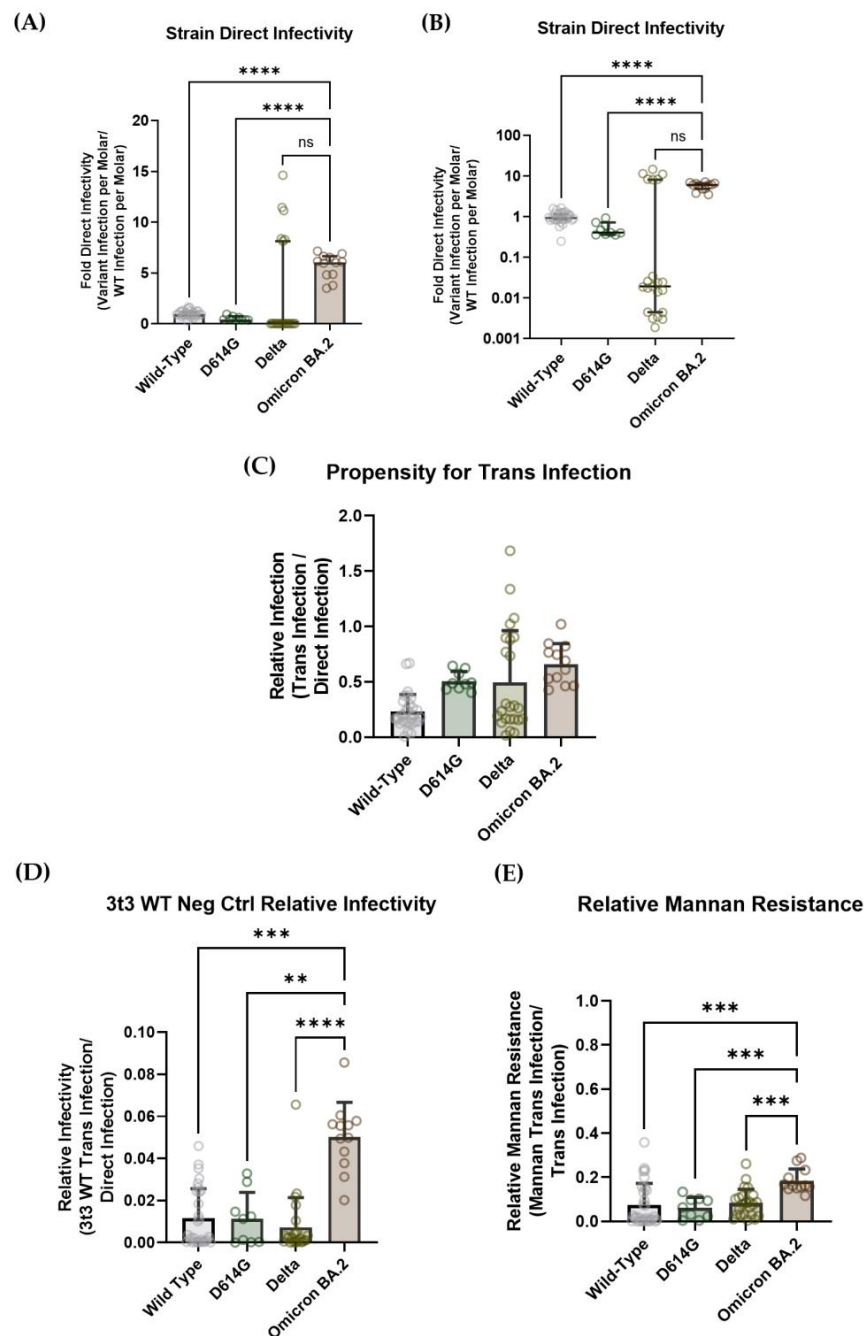 (A)
Strain Direct Infectivity
****
****
ns
Fold Direct Infectivity
(Variant Infection per Molar/
WT Infection per Molar)
20
15
10
5
0
Wild-Type
D614G
Delta
Omicron BA.2
(B)
Strain Direct Infectivity
****
****
ns
Fold Direct Infectivity
(Variant Infection per Molar/
WT Infection per Molar)
100
10
1
0.1
0.01
0.001
Wild-Type
D614G
Delta
Omicron BA.2
(C)
Propensity for Trans Infection
Relative Infection
(Trans Infection /
Direct Infection)
2.0
1.5
1.0
0.5
0.0
Wild-Type
D614G
Delta
Omicron BA.2
(D)
3t3 WT Neg Ctrl Relative Infectivity
***
**
****
Relative Infectivity
(3t3 WT Trans Infection/
Direct Infection)
0.10
0.08
0.06
0.04
0.02
0.00
Wild Type
D614G
Delta
Omicron BA.2
(E)
Relative Mannan Resistance
***
***
***
Relative Mannan Resistance
(Mannan Trans Infection/
Trans Infection)
1.0
0.8
0.6
0.4
0.2
0.0
Wild-Type
D614G
Delta
Omicron BA.2